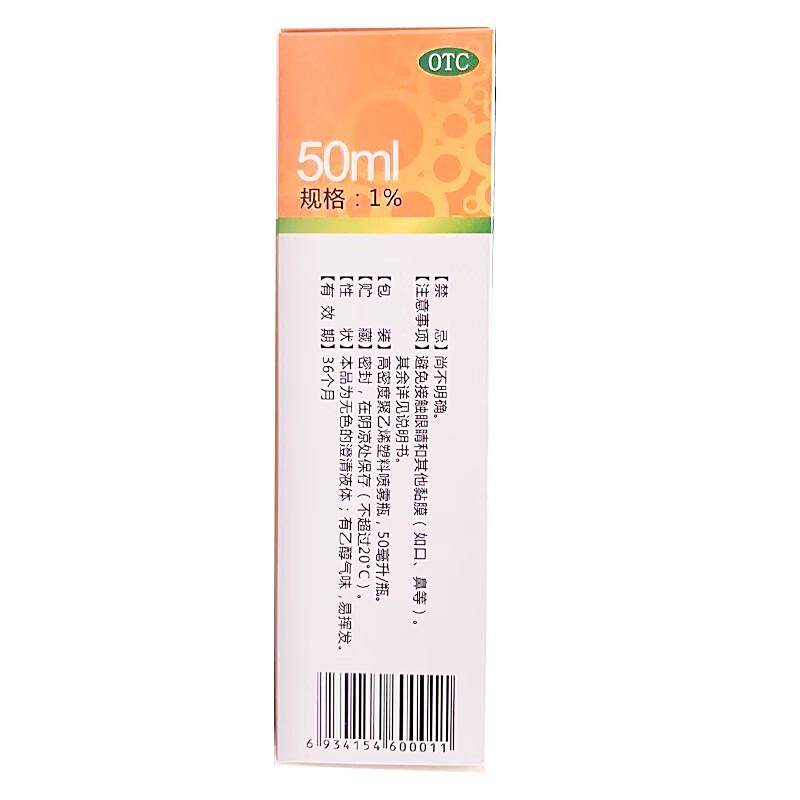 OTC
50ml
规格：1%
【禁　　忌】尚不明确。
【注意事项】避免接触眼睛和其他黏膜（如口、鼻等）。
其余详见说明书。
【包　　装】高密度聚乙烯塑料喷雾瓶，50毫升/瓶。
【贮　　藏】密封，在阴凉处保存（不超过20°C）。
【性　　状】本品为无色的澄清液体；有乙醇气味，易挥发。
【有 效 期】36个月
6 934154 600011